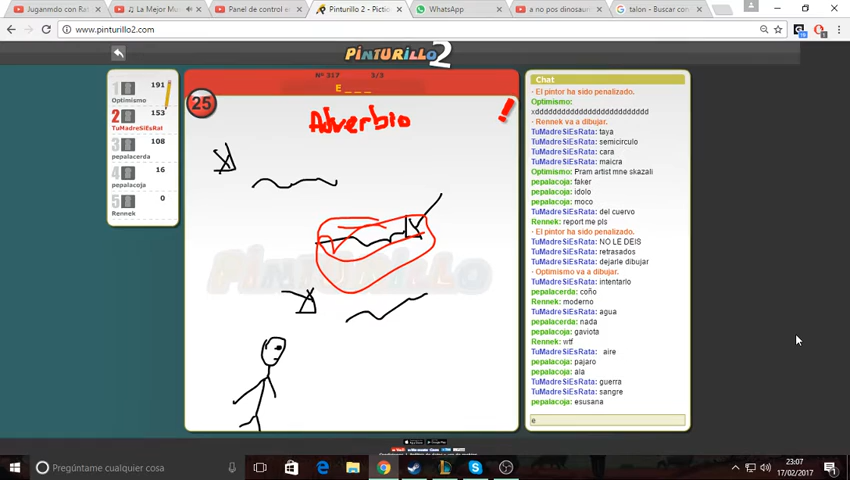 Juganmdo con Rat
La Mejor Mu
Panel de control e
Pinturillo 2 - Pictio
WhatsApp
a no pos dinosaur
talon - Buscar con
www.pinturillo2.com
PINTURILLO 2
Nº 317 1/3
E _ _ _
25
Adverbio
!
1 191
Optimismo
2 153
TuMadreSiEsRat
3 108
pepalacerda
4 16
pepalacoja
5 0
Rennek
Pinturillo
Chat
· El pintor ha sido penalizado.
Optimismo:
xddddddddddddddddddddddddd
· Rennek va a dibujar.
TuMadreSiEsRata: taya
TuMadreSiEsRata: semicirculo
TuMadreSiEsRata: cara
TuMadreSiEsRata: maicra
Optimismo: Pram artist mne skazali
pepalacoja: faker
pepalacoja: idolo
pepalacoja: moco
TuMadreSiEsRata: del cuervo
Rennek: report me pls
· El pintor ha sido penalizado.
TuMadreSiEsRata: NO LE DEIS
TuMadreSiEsRata: retrasados
TuMadreSiEsRata: dejarle dibujar
· Optimismo va a dibujar.
TuMadreSiEsRata: intentarlo
pepalacerda: coño
Rennek: moderno
TuMadreSiEsRata: agua
pepalacerda: nada
pepalacoja: gaviota
Rennek: wtf
TuMadreSiEsRata: aire
TuMadreSiEsRata: pajaro
pepalacoja: ala
TuMadreSiEsRata: guerra
TuMadreSiEsRata: sangre
pepalacoja: esusana
e
Pregúntame cualquier cosa
23:07
17/02/2017